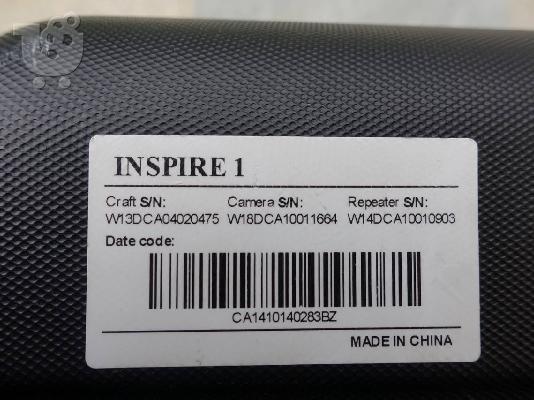 INSPIRE 1
Craft S/N: Camera S/N: Repeater S/N:
W13DCA04020475 W18DCA10011664 W14DCA10010903
Date code:
CA1410140283BZ
MADE IN CHINA